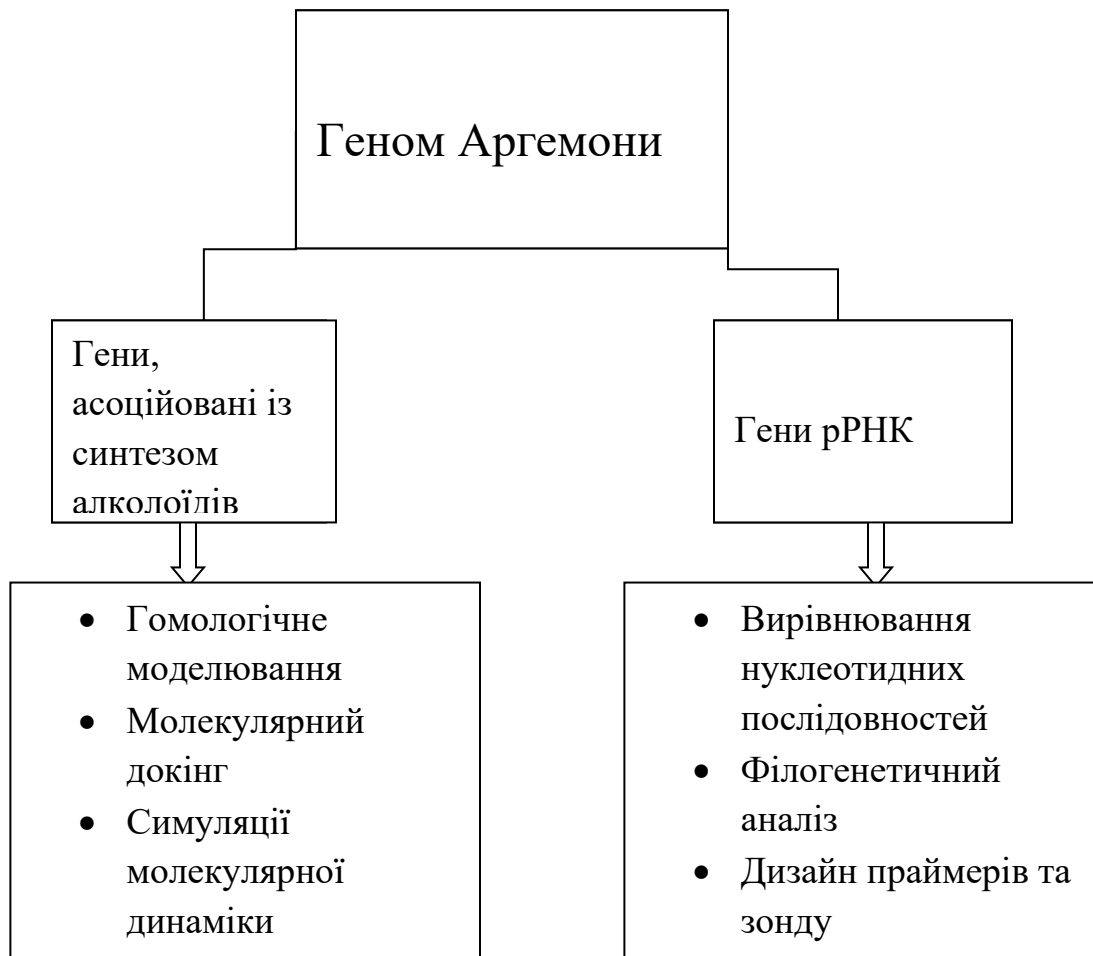 Геном Аргемони
Гени,
асоційовані із
синтезом
алколоїдів
Гени рРНК
• Гомологічне
моделювання
• Молекулярний
докінг
• Симуляції
молекулярної
динаміки
• Вирівнювання
нуклеотидних
послідовностей
• Філогенетичний
аналіз
• Дизайн праймерів та
зонду